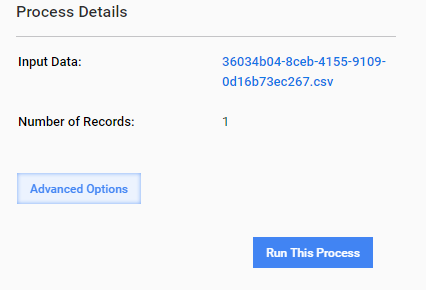 Process Details
Input Data: 36034b04-8ceb-4155-9109-
0d16b73ec267.csv
Number of Records: 1
Advanced Options
Run This Process